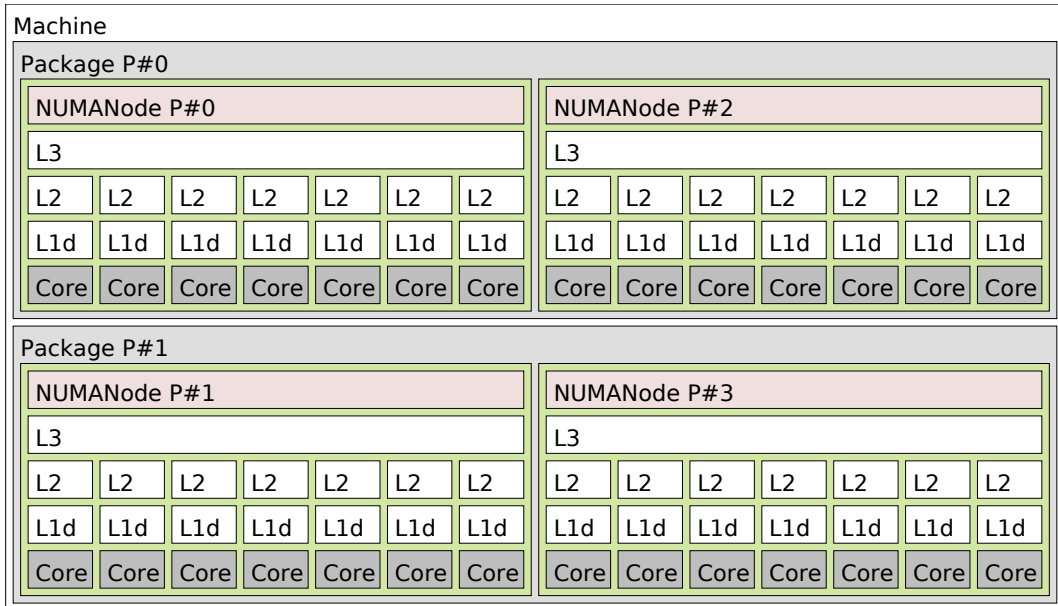 Machine
Package P#0
NUMANode P#0 NUMANode P#2
L3 L3
L2 L2 L2 L2 L2 L2 L2 L2 L2 L2 L2 L2 L2 L2
L1d L1d L1d L1d L1d L1d L1d L1d L1d L1d L1d L1d L1d L1d
Core Core Core Core Core Core Core Core Core Core Core Core Core Core
Package P#1
NUMANode P#1 NUMANode P#3
L3 L3
L2 L2 L2 L2 L2 L2 L2 L2 L2 L2 L2 L2 L2 L2
L1d L1d L1d L1d L1d L1d L1d L1d L1d L1d L1d L1d L1d L1d
Core Core Core Core Core Core Core Core Core Core Core Core Core Core